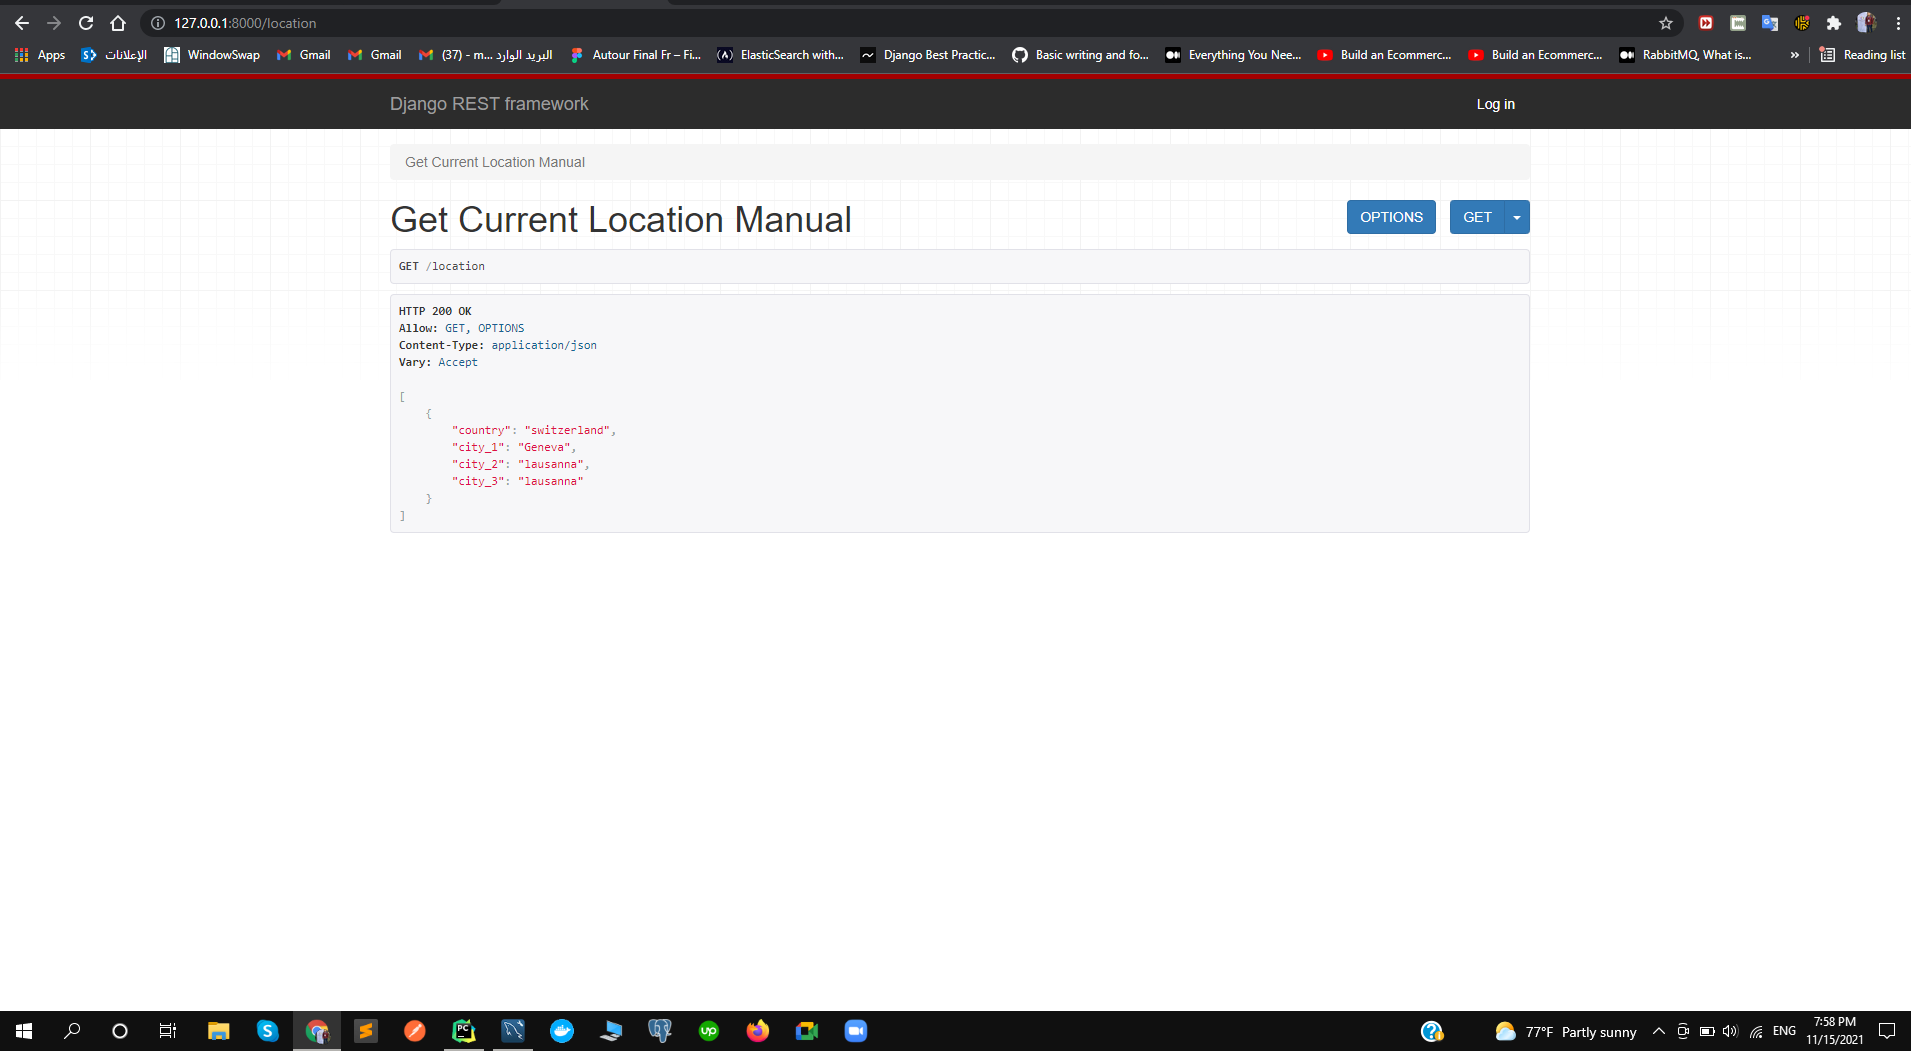 127.0.0.1:8000/location
Apps الإعلانات WindowSwap Gmail Gmail (37) - m... البريد الوارد Autour Final Fr – Fi... ElasticSearch with... Django Best Practic... Basic writing and fo... Everything You Nee... Build an Ecommerc... Build an Ecommerc... RabbitMQ, What is... » Reading list
Django REST framework Log in
Get Current Location Manual
Get Current Location Manual OPTIONS GET
GET /location
HTTP 200 OK
Allow: GET, OPTIONS
Content-Type: application/json
Vary: Accept
[
{
"country": "switzerland",
"city_1": "Geneva",
"city_2": "lausanna",
"city_3": "lausanna"
}
]
77°F Partly sunny ENG 7:58 PM
11/15/2021